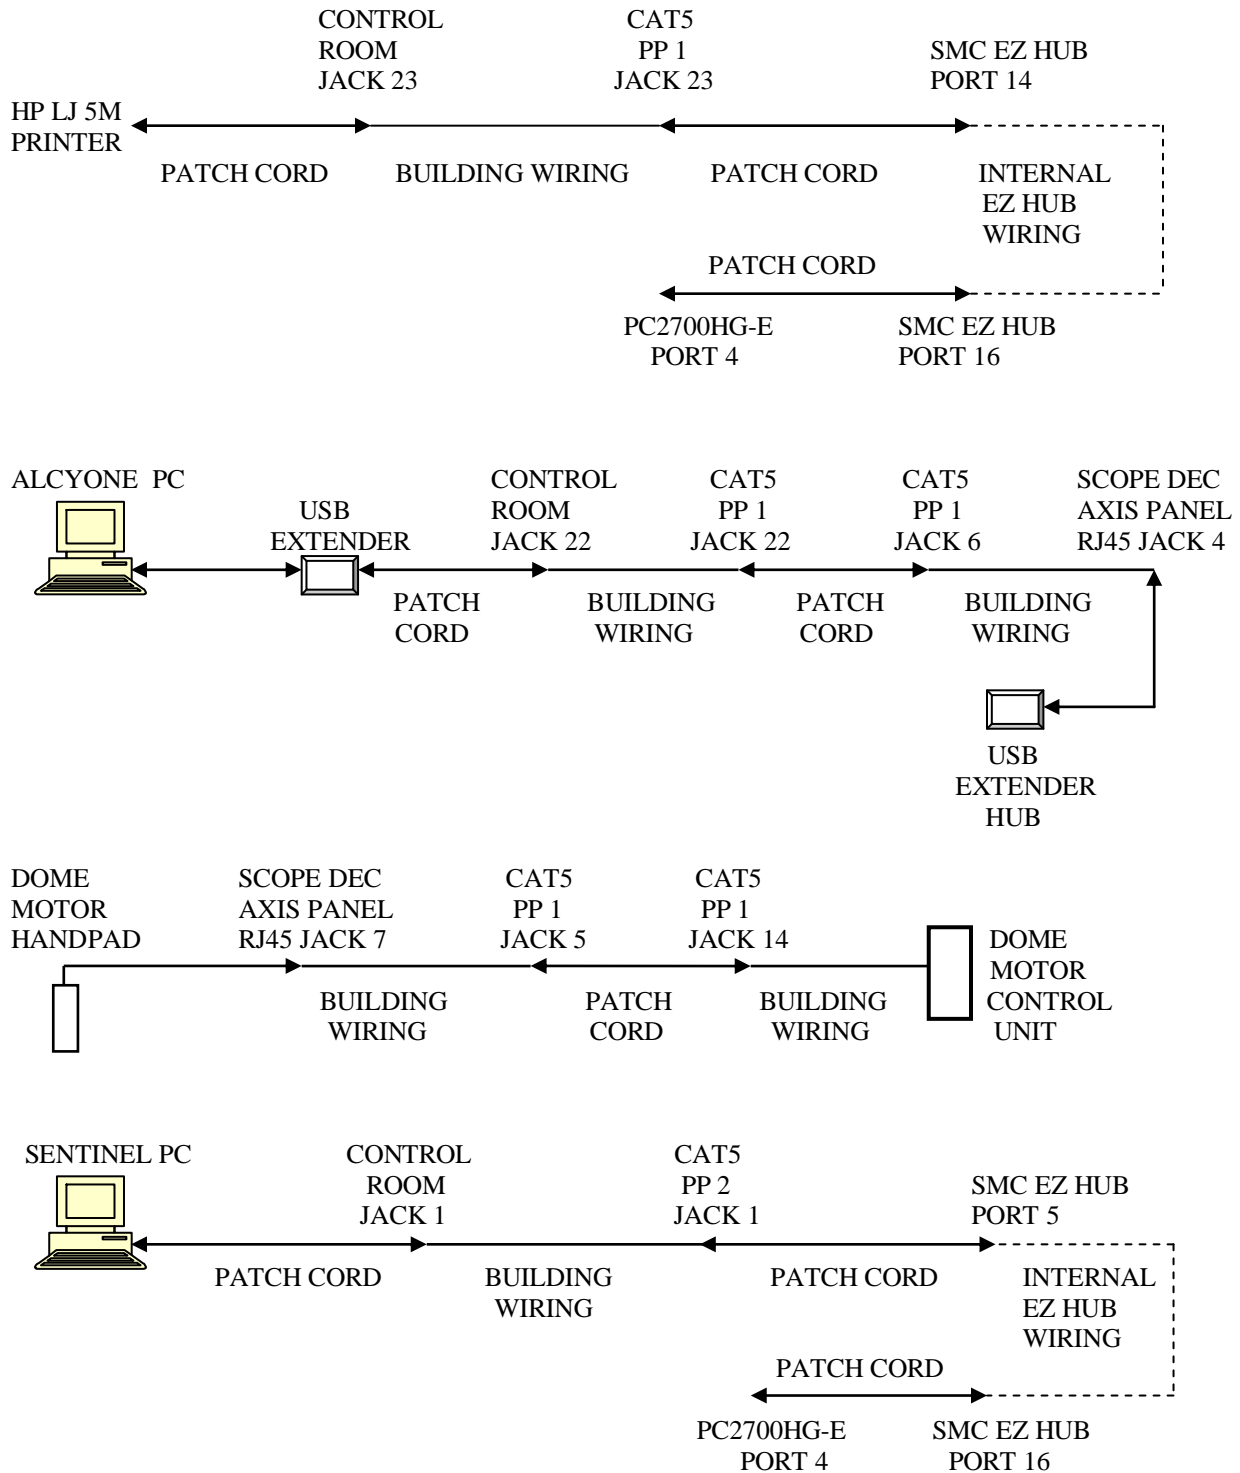 CONTROL
ROOM
JACK 23
CAT5
PP 1
JACK 23
SMC EZ HUB
PORT 14
HP LJ 5M
PRINTER
PATCH CORD
BUILDING WIRING
PATCH CORD
INTERNAL
EZ HUB
WIRING
PATCH CORD
PC2700HG-E
PORT 4
SMC EZ HUB
PORT 16
ALCYONE PC
USB
EXTENDER
CONTROL
ROOM
JACK 22
CAT5
PP 1
JACK 22
CAT5
PP 1
JACK 6
SCOPE DEC
AXIS PANEL
RJ45 JACK 4
PATCH
CORD
BUILDING
WIRING
PATCH
CORD
BUILDING
WIRING
USB
EXTENDER
HUB
DOME
MOTOR
HANDPAD
SCOPE DEC
AXIS PANEL
RJ45 JACK 7
CAT5
PP 1
JACK 5
CAT5
PP 1
JACK 14
DOME
MOTOR
CONTROL
UNIT
BUILDING
WIRING
PATCH
CORD
BUILDING
WIRING
SENTINEL PC
CONTROL
ROOM
JACK 1
CAT5
PP 2
JACK 1
SMC EZ HUB
PORT 5
PATCH CORD
BUILDING
WIRING
PATCH CORD
INTERNAL
EZ HUB
WIRING
PATCH CORD
PC2700HG-E
PORT 4
SMC EZ HUB
PORT 16